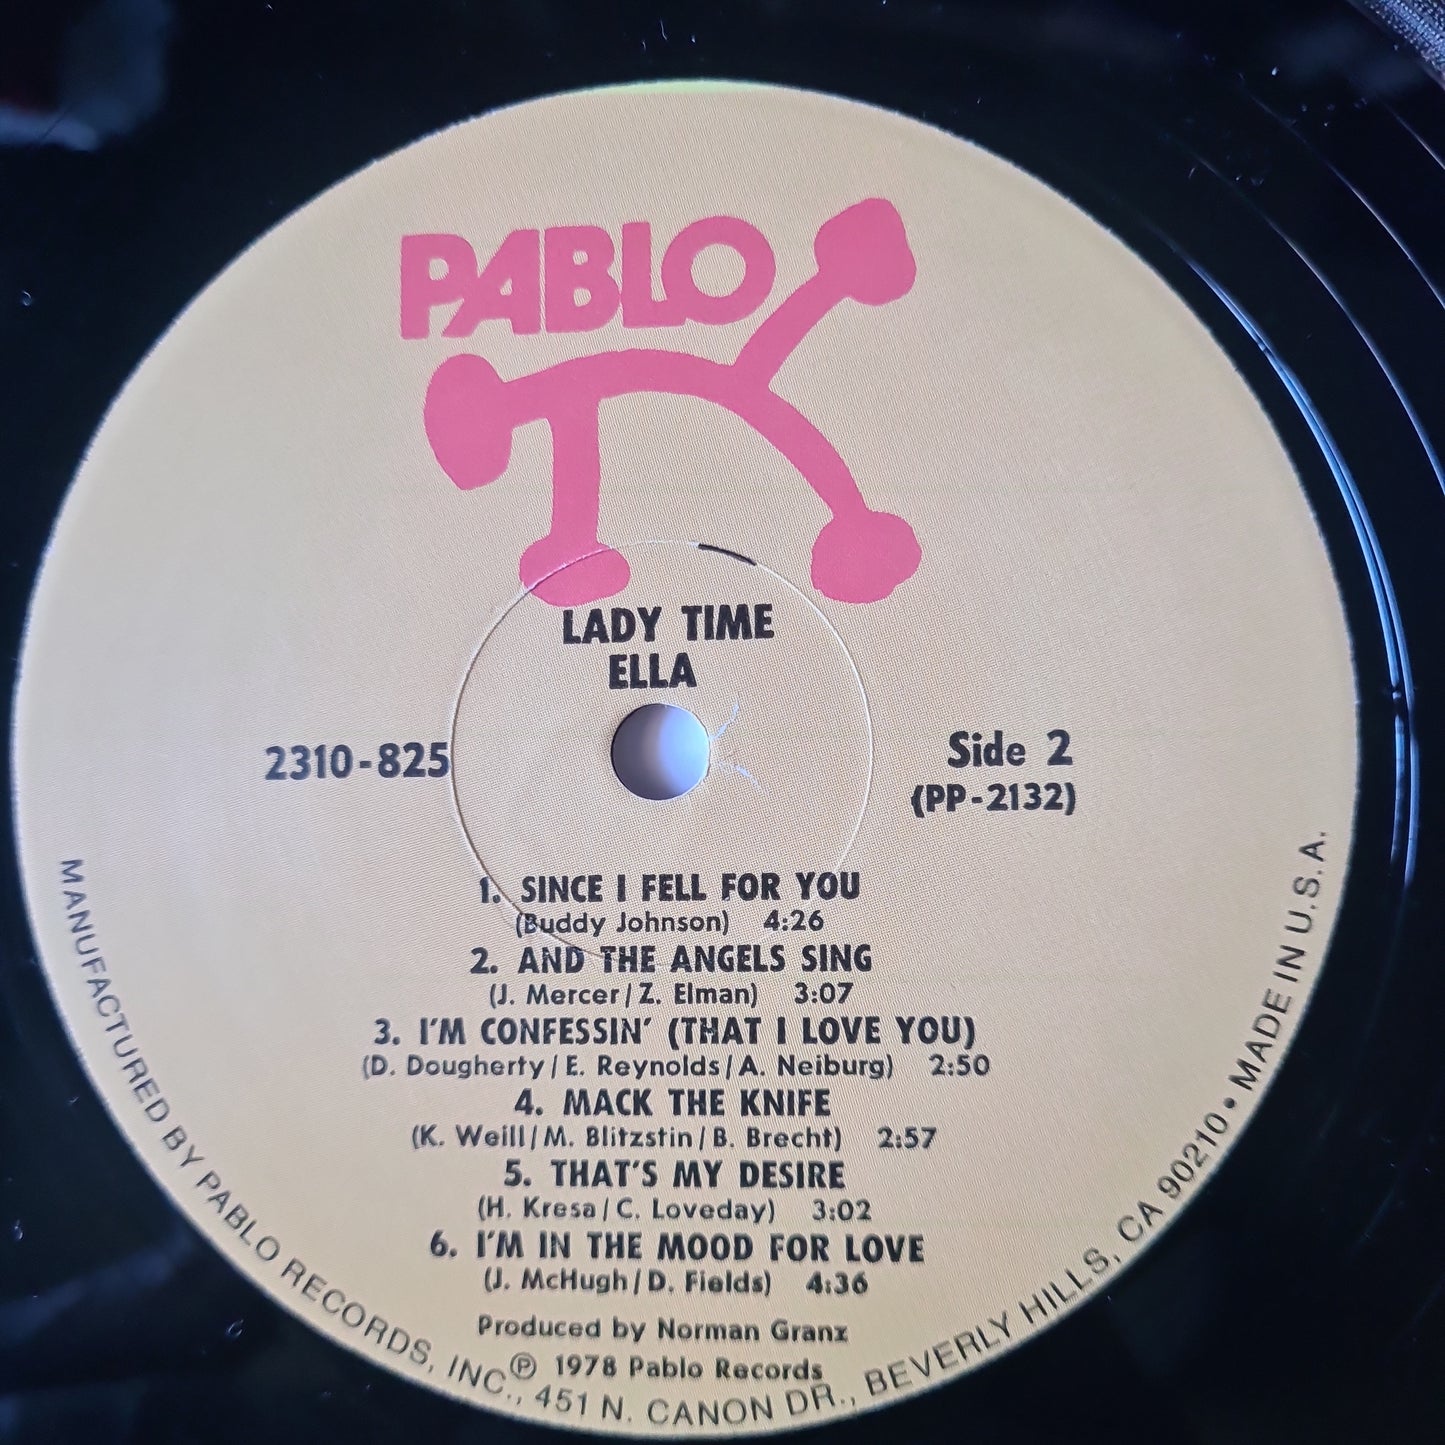 PABLO
LADY TIME
ELLA
2310-825
Side 2
(PP-2132)
1. SINCE I FELL FOR YOU
(Buddy Johnson) 4:26
2. AND THE ANGELS SING
(J. Mercer/Z. Elman) 3:07
3. I'M CONFESSIN' (THAT I LOVE YOU)
(D. Dougherty/E. Reynolds/A. Neiburg) 2:50
4. MACK THE KNIFE
(K. Weill/M. Blitzstin/B. Brecht) 2:57
5. THAT'S MY DESIRE
(H. Kresa/C. Loveday) 3:02
6. I'M IN THE MOOD FOR LOVE
(J. McHugh/D. Fields) 4:36
Produced by Norman Granz
℗ 1978 Pablo Records
MANUFACTURED BY PABLO RECORDS, INC., 451 N. CANON DR., BEVERLY HILLS, CA 90210 • MADE IN U.S.A.